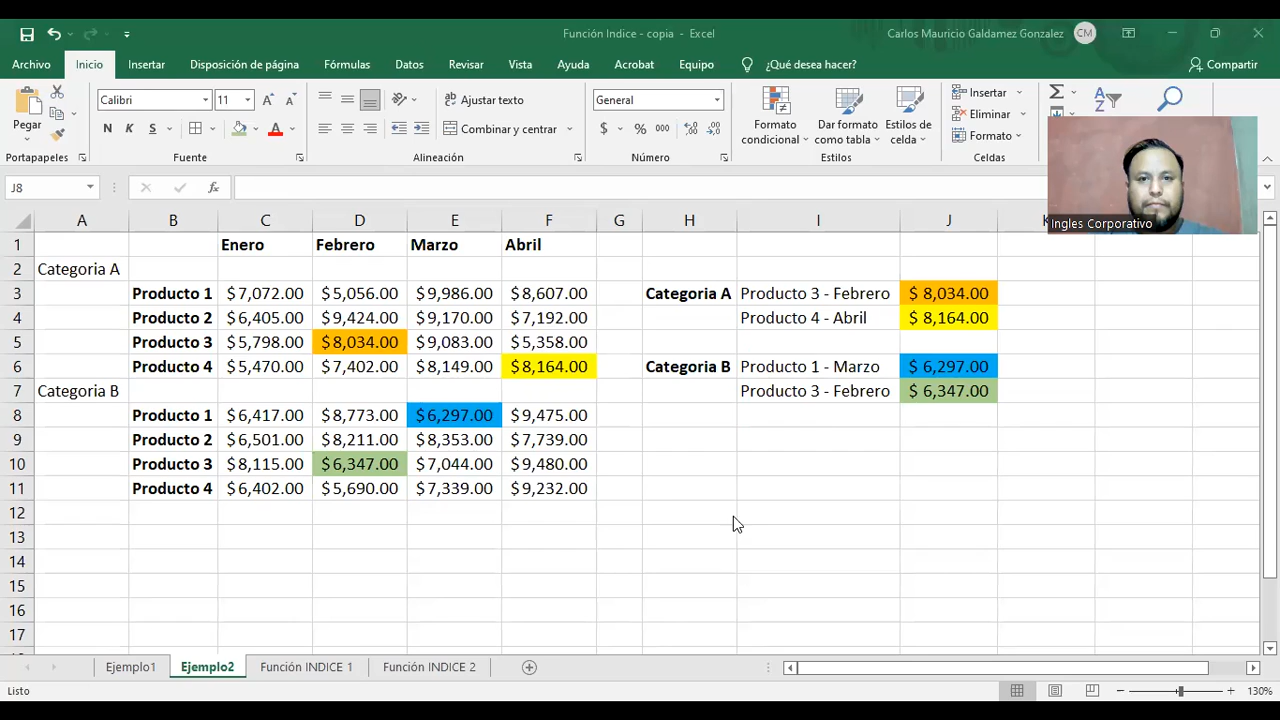 Función Indice - copia - Excel
Carlos Mauricio Galdamez Gonzalez CM
Archivo Inicio Insertar Disposición de página Fórmulas Datos Revisar Vista Ayuda Acrobat Equipo ¿Qué desea hacer? Compartir
Pegar
Calibri 11
N K S
Ajustar texto
Combinar y centrar
General
$ % 000
Formato condicional
Dar formato como tabla
Estilos de celda
Insertar
Eliminar
Formato
Portapapeles Fuente Alineación Número Estilos Celdas
Ingles Corporativo
J8 fx
A B C D E F G H I J
1 Enero Febrero Marzo Abril
2 Categoria A
3 Producto 1 $7,072.00 $5,056.00 $9,986.00 $8,607.00 Categoria A Producto 3 - Febrero $ 8,034.00
4 Producto 2 $6,405.00 $9,424.00 $9,170.00 $7,192.00 Producto 4 - Abril $ 8,164.00
5 Producto 3 $5,798.00 $8,034.00 $9,083.00 $5,358.00
6 Producto 4 $5,470.00 $7,402.00 $8,149.00 $8,164.00 Categoria B Producto 1 - Marzo $ 6,297.00
7 Categoria B Producto 3 - Febrero $ 6,347.00
8 Producto 1 $6,417.00 $8,773.00 $6,297.00 $9,475.00
9 Producto 2 $6,501.00 $8,211.00 $8,353.00 $7,739.00
10 Producto 3 $8,115.00 $6,347.00 $7,044.00 $9,480.00
11 Producto 4 $6,402.00 $5,690.00 $7,339.00 $9,232.00
12
13
14
15
16
17
Ejemplo1 Ejemplo2 Función INDICE 1 Función INDICE 2
Listo 130%